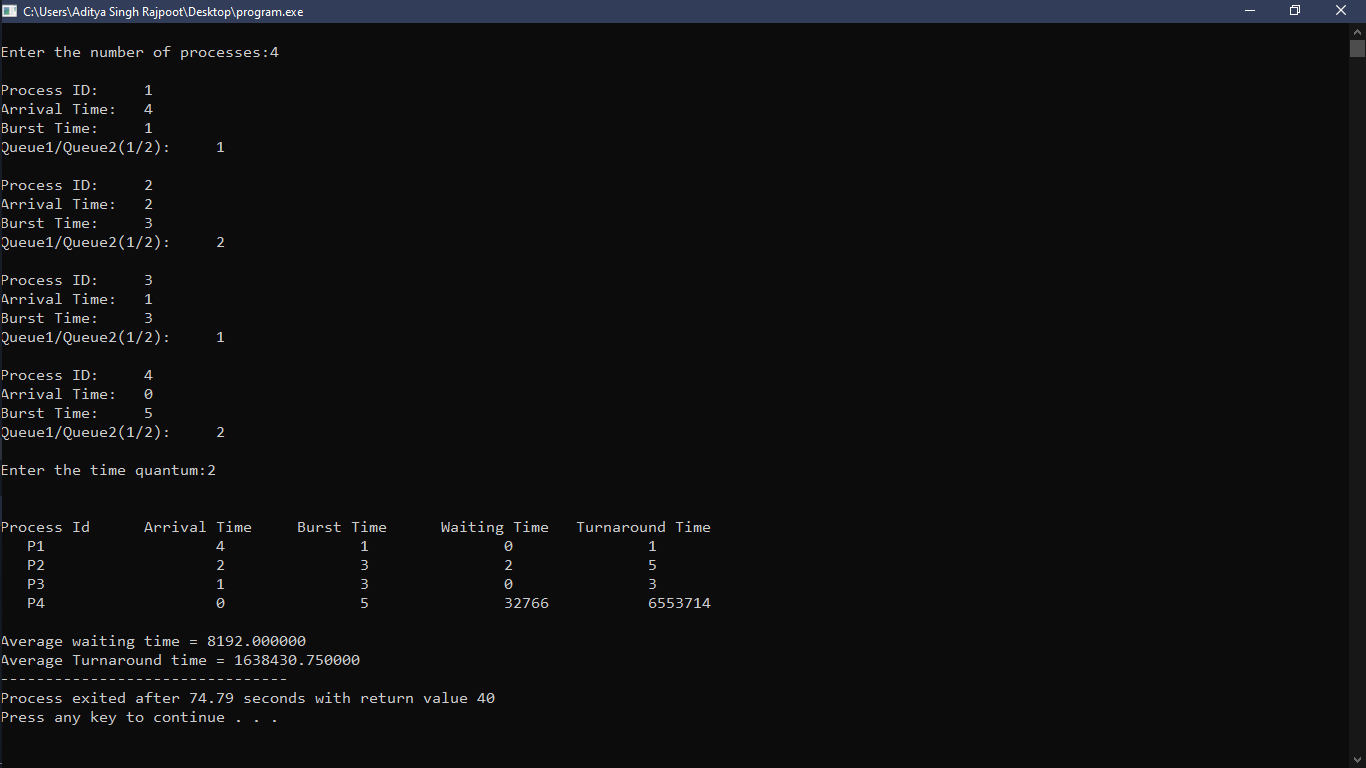 C:\Users\Aditya Singh Rajpoot\Desktop\program.exe
Enter the number of processes:4
Process ID: 1
Arrival Time: 4
Burst Time: 1
Queue1/Queue2(1/2): 1
Process ID: 2
Arrival Time: 2
Burst Time: 3
Queue1/Queue2(1/2): 2
Process ID: 3
Arrival Time: 1
Burst Time: 3
Queue1/Queue2(1/2): 1
Process ID: 4
Arrival Time: 0
Burst Time: 5
Queue1/Queue2(1/2): 2
Enter the time quantum:2
Process Id Arrival Time Burst Time Waiting Time Turnaround Time
P1 4 1 0 1
P2 2 3 2 5
P3 1 3 0 3
P4 0 5 32766 6553714
Average waiting time = 8192.000000
Average Turnaround time = 1638430.750000
--------------------------------
Process exited after 74.79 seconds with return value 40
Press any key to continue . . .